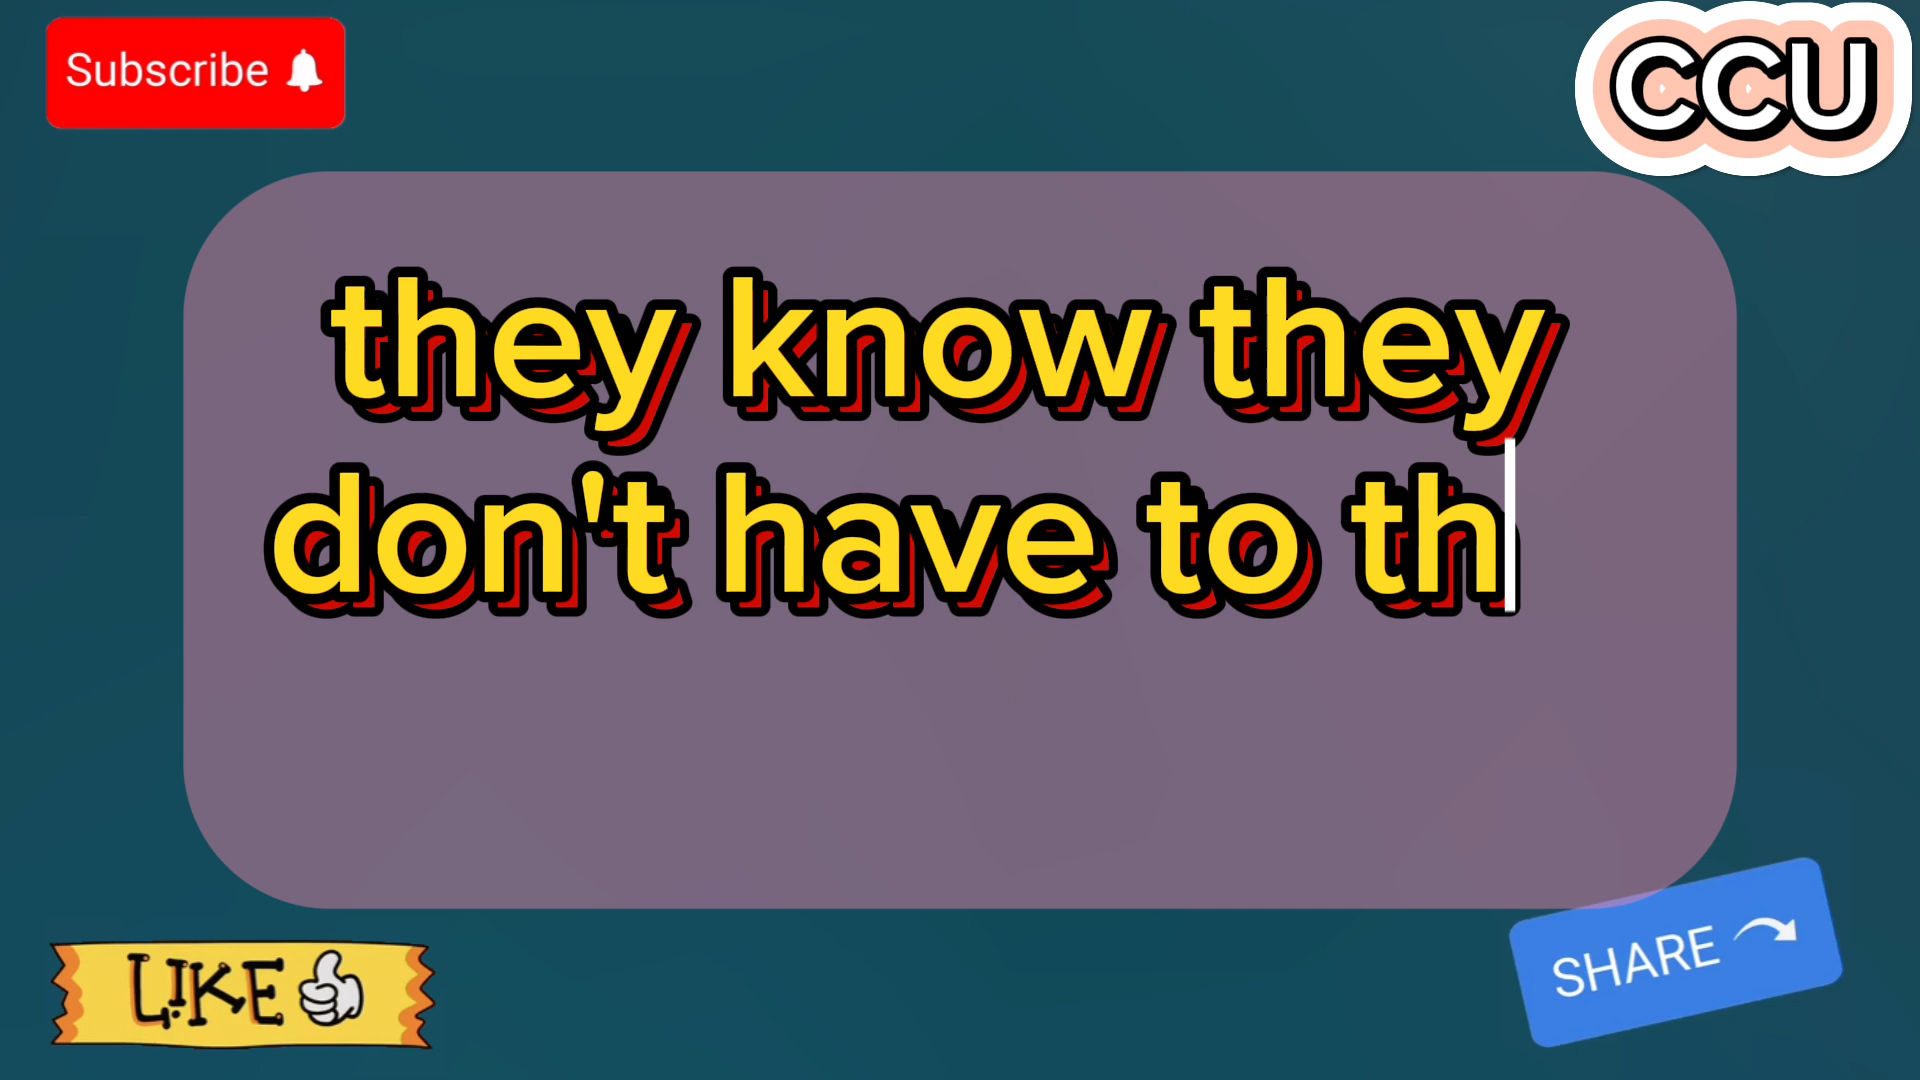 Subscribe
CCU
they know they
don't have to th
LIKE
SHARE